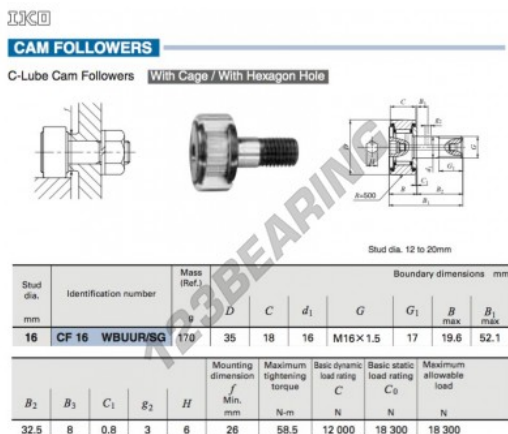 IKO
CAM FOLLOWERS
C-Lube Cam Followers With Cage / With Hexagon Hole
C B₃
R=500
B B₂
B₁
Stud dia. 12 to 20mm
123BEARING
Stud dia. mm
Identification number
Mass (Ref.) g
Boundary dimensions mm
D C d₁ G G₁ B max B₁ max
16 CF 16 WBUUR/SG 170 35 18 16 M16×1.5 17 19.6 52.1
B₂ B₃ C₁ g₂ H
Mounting dimension f Min. mm
Maximum tightening torque N-m
Basic dynamic load rating C N
Basic static load rating C₀ N
Maximum allowable load N
32.5 8 0.8 3 6 26 58.5 12 000 18 300 18 300